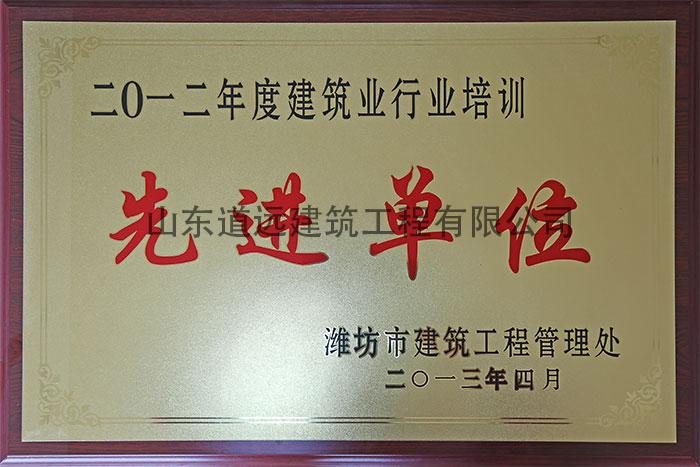 二〇一二年度建筑业行业培训
先进单位
山东道远建筑工程有限公司
潍坊市建筑工程管理处
二〇一三年四月